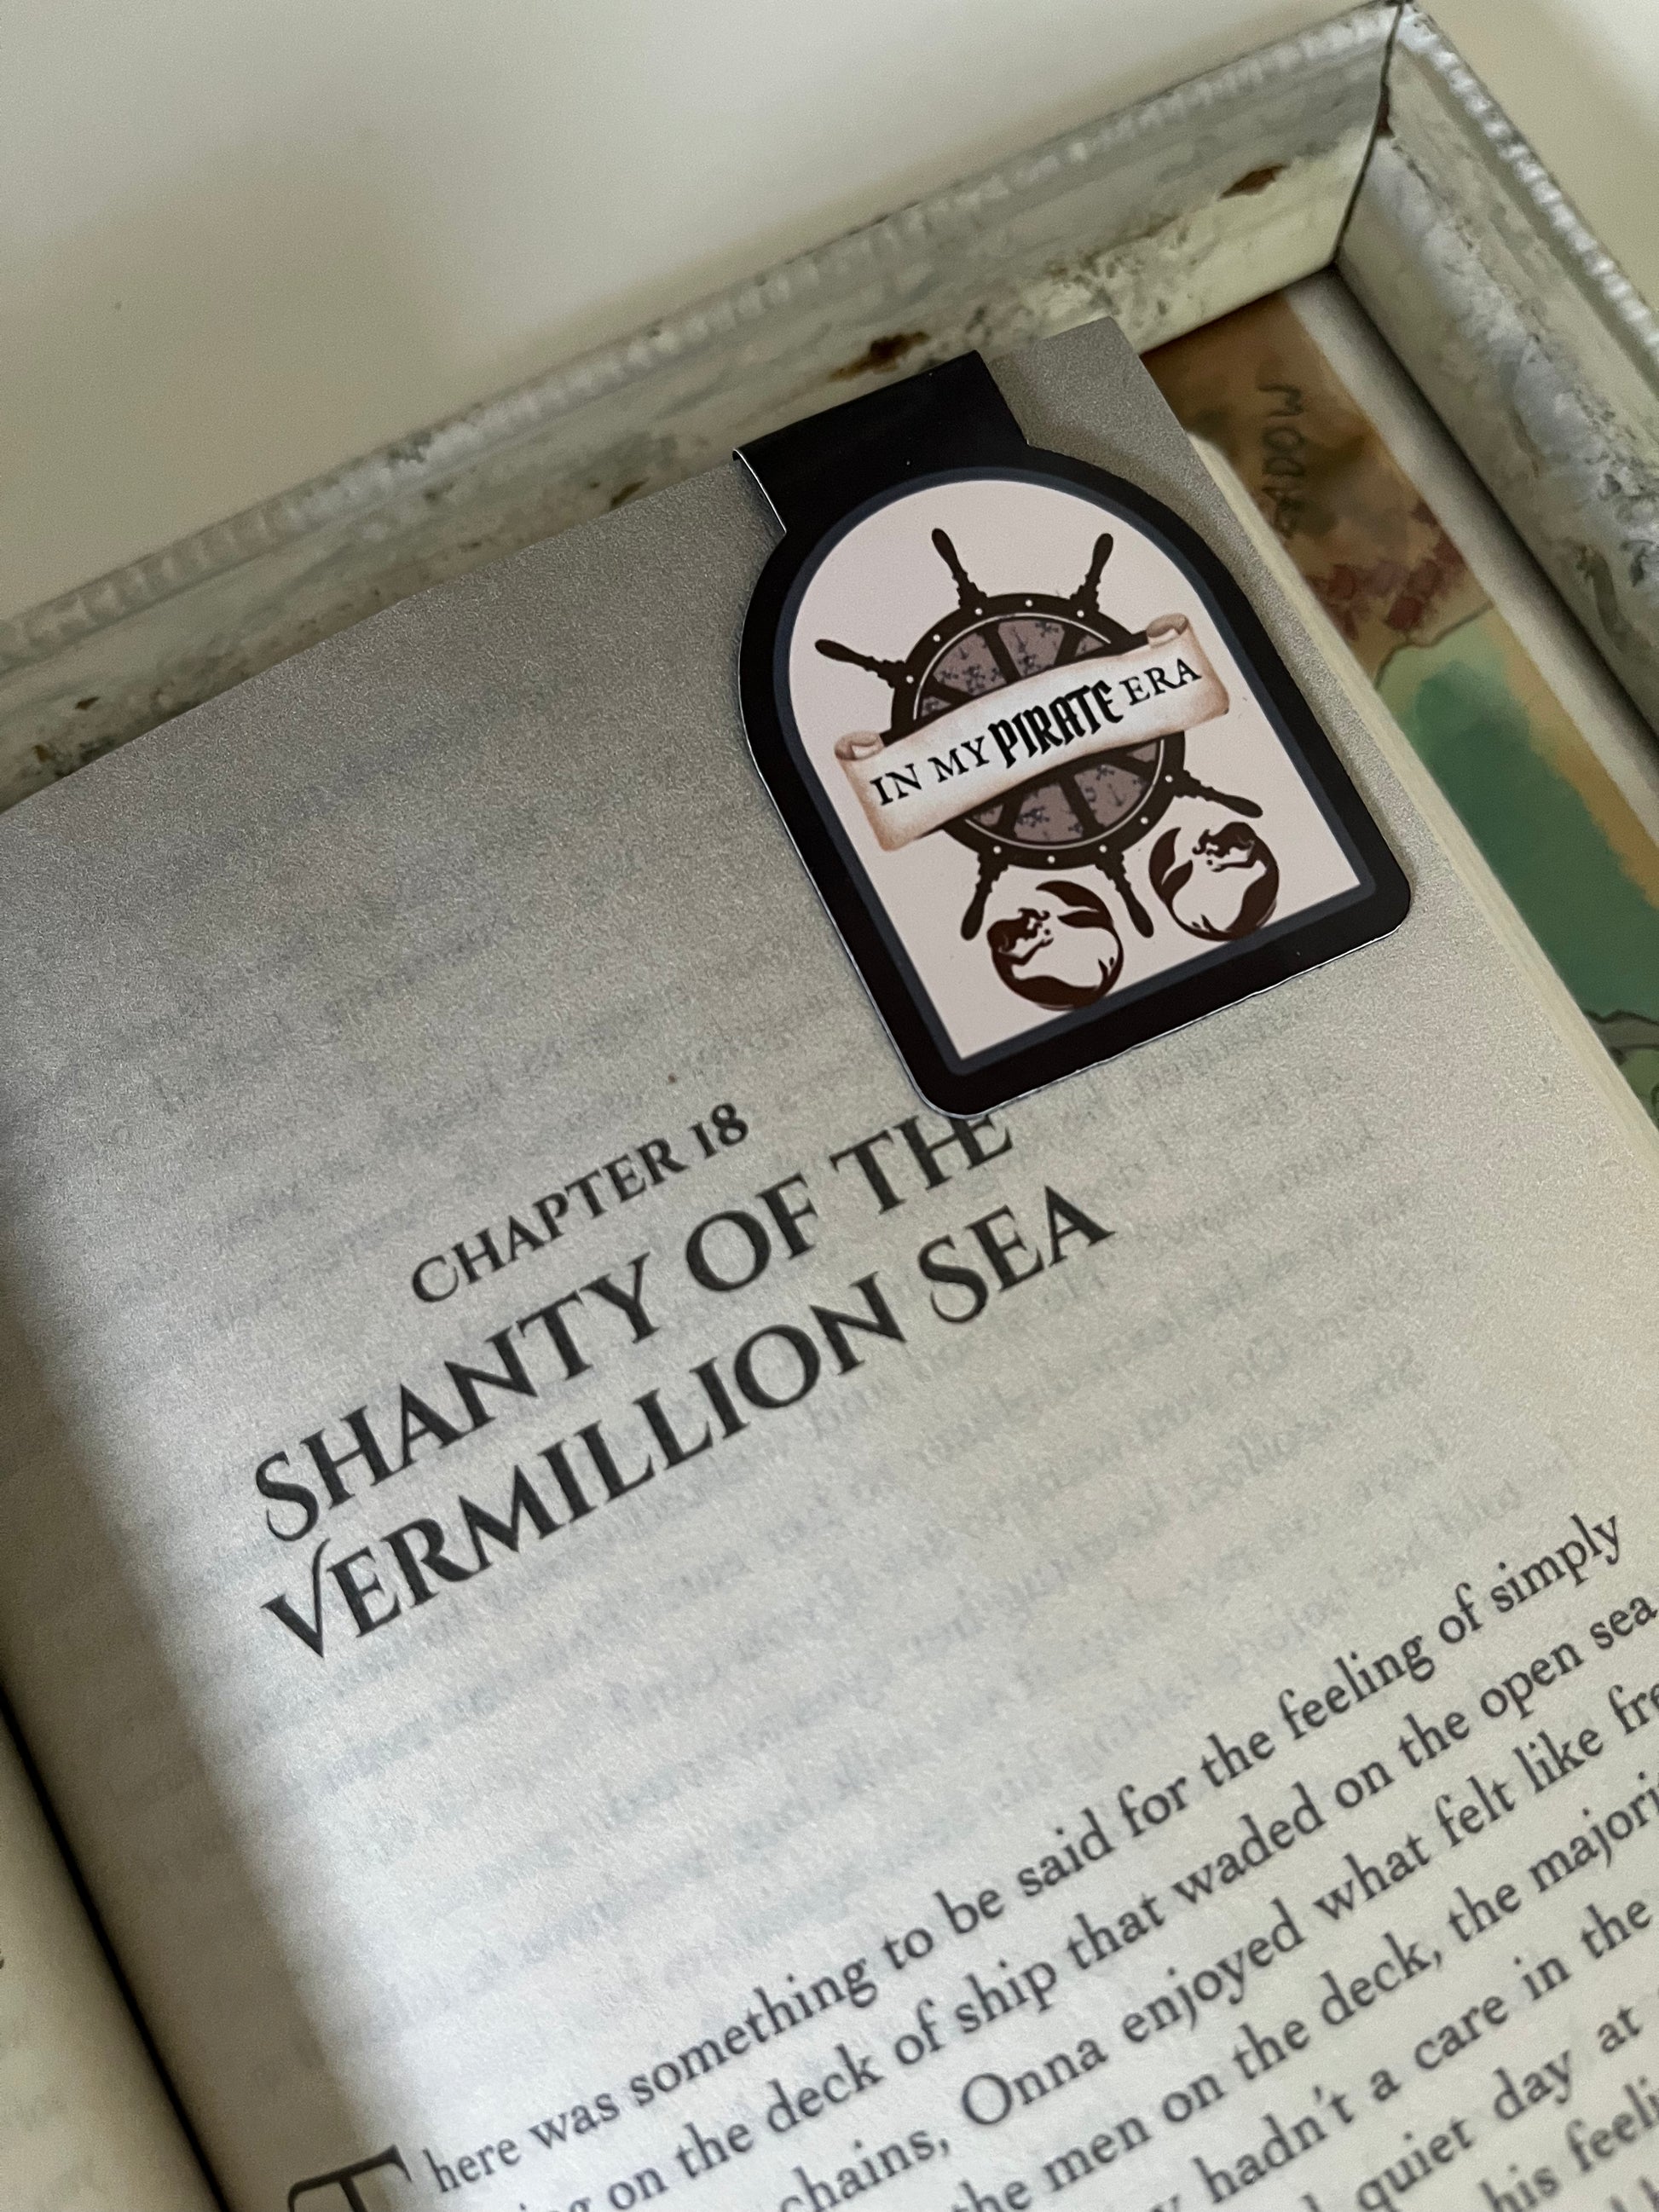 IN MY PIRATE ERA
CHAPTER 18
SHANTY OF THE
VERMILLION SEA
There was something to be said for the feeling of simply
on the deck of ship that waded on the open sea
chains, Onna enjoyed what felt like
the men on the deck, the
hadn't a care in the
quiet day at
his